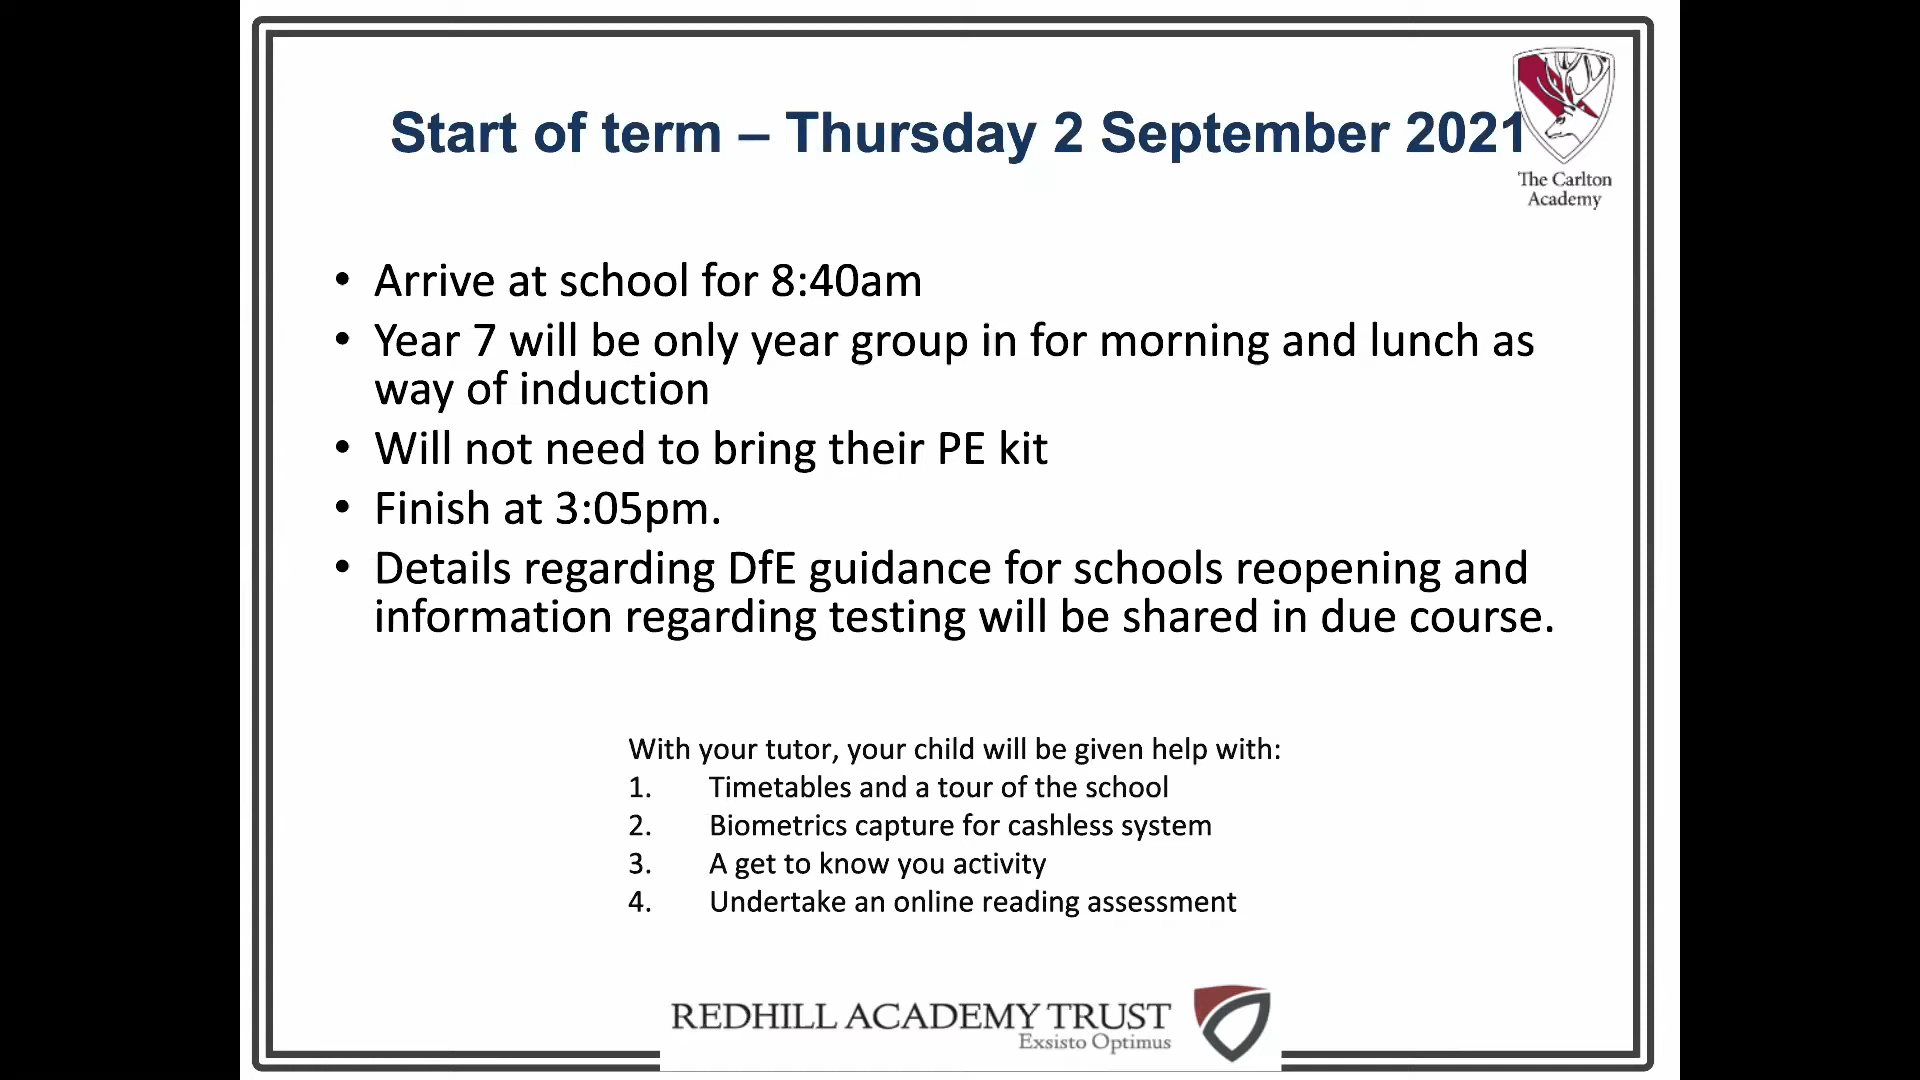 Start of term – Thursday 2 September 2021
The Carlton
Academy
• Arrive at school for 8:40am
• Year 7 will be only year group in for morning and lunch as
way of induction
• Will not need to bring their PE kit
• Finish at 3:05pm.
• Details regarding DfE guidance for schools reopening and
information regarding testing will be shared in due course.
With your tutor, your child will be given help with:
1. Timetables and a tour of the school
2. Biometrics capture for cashless system
3. A get to know you activity
4. Undertake an online reading assessment
REDHILL ACADEMY TRUST
Exsisto Optimus